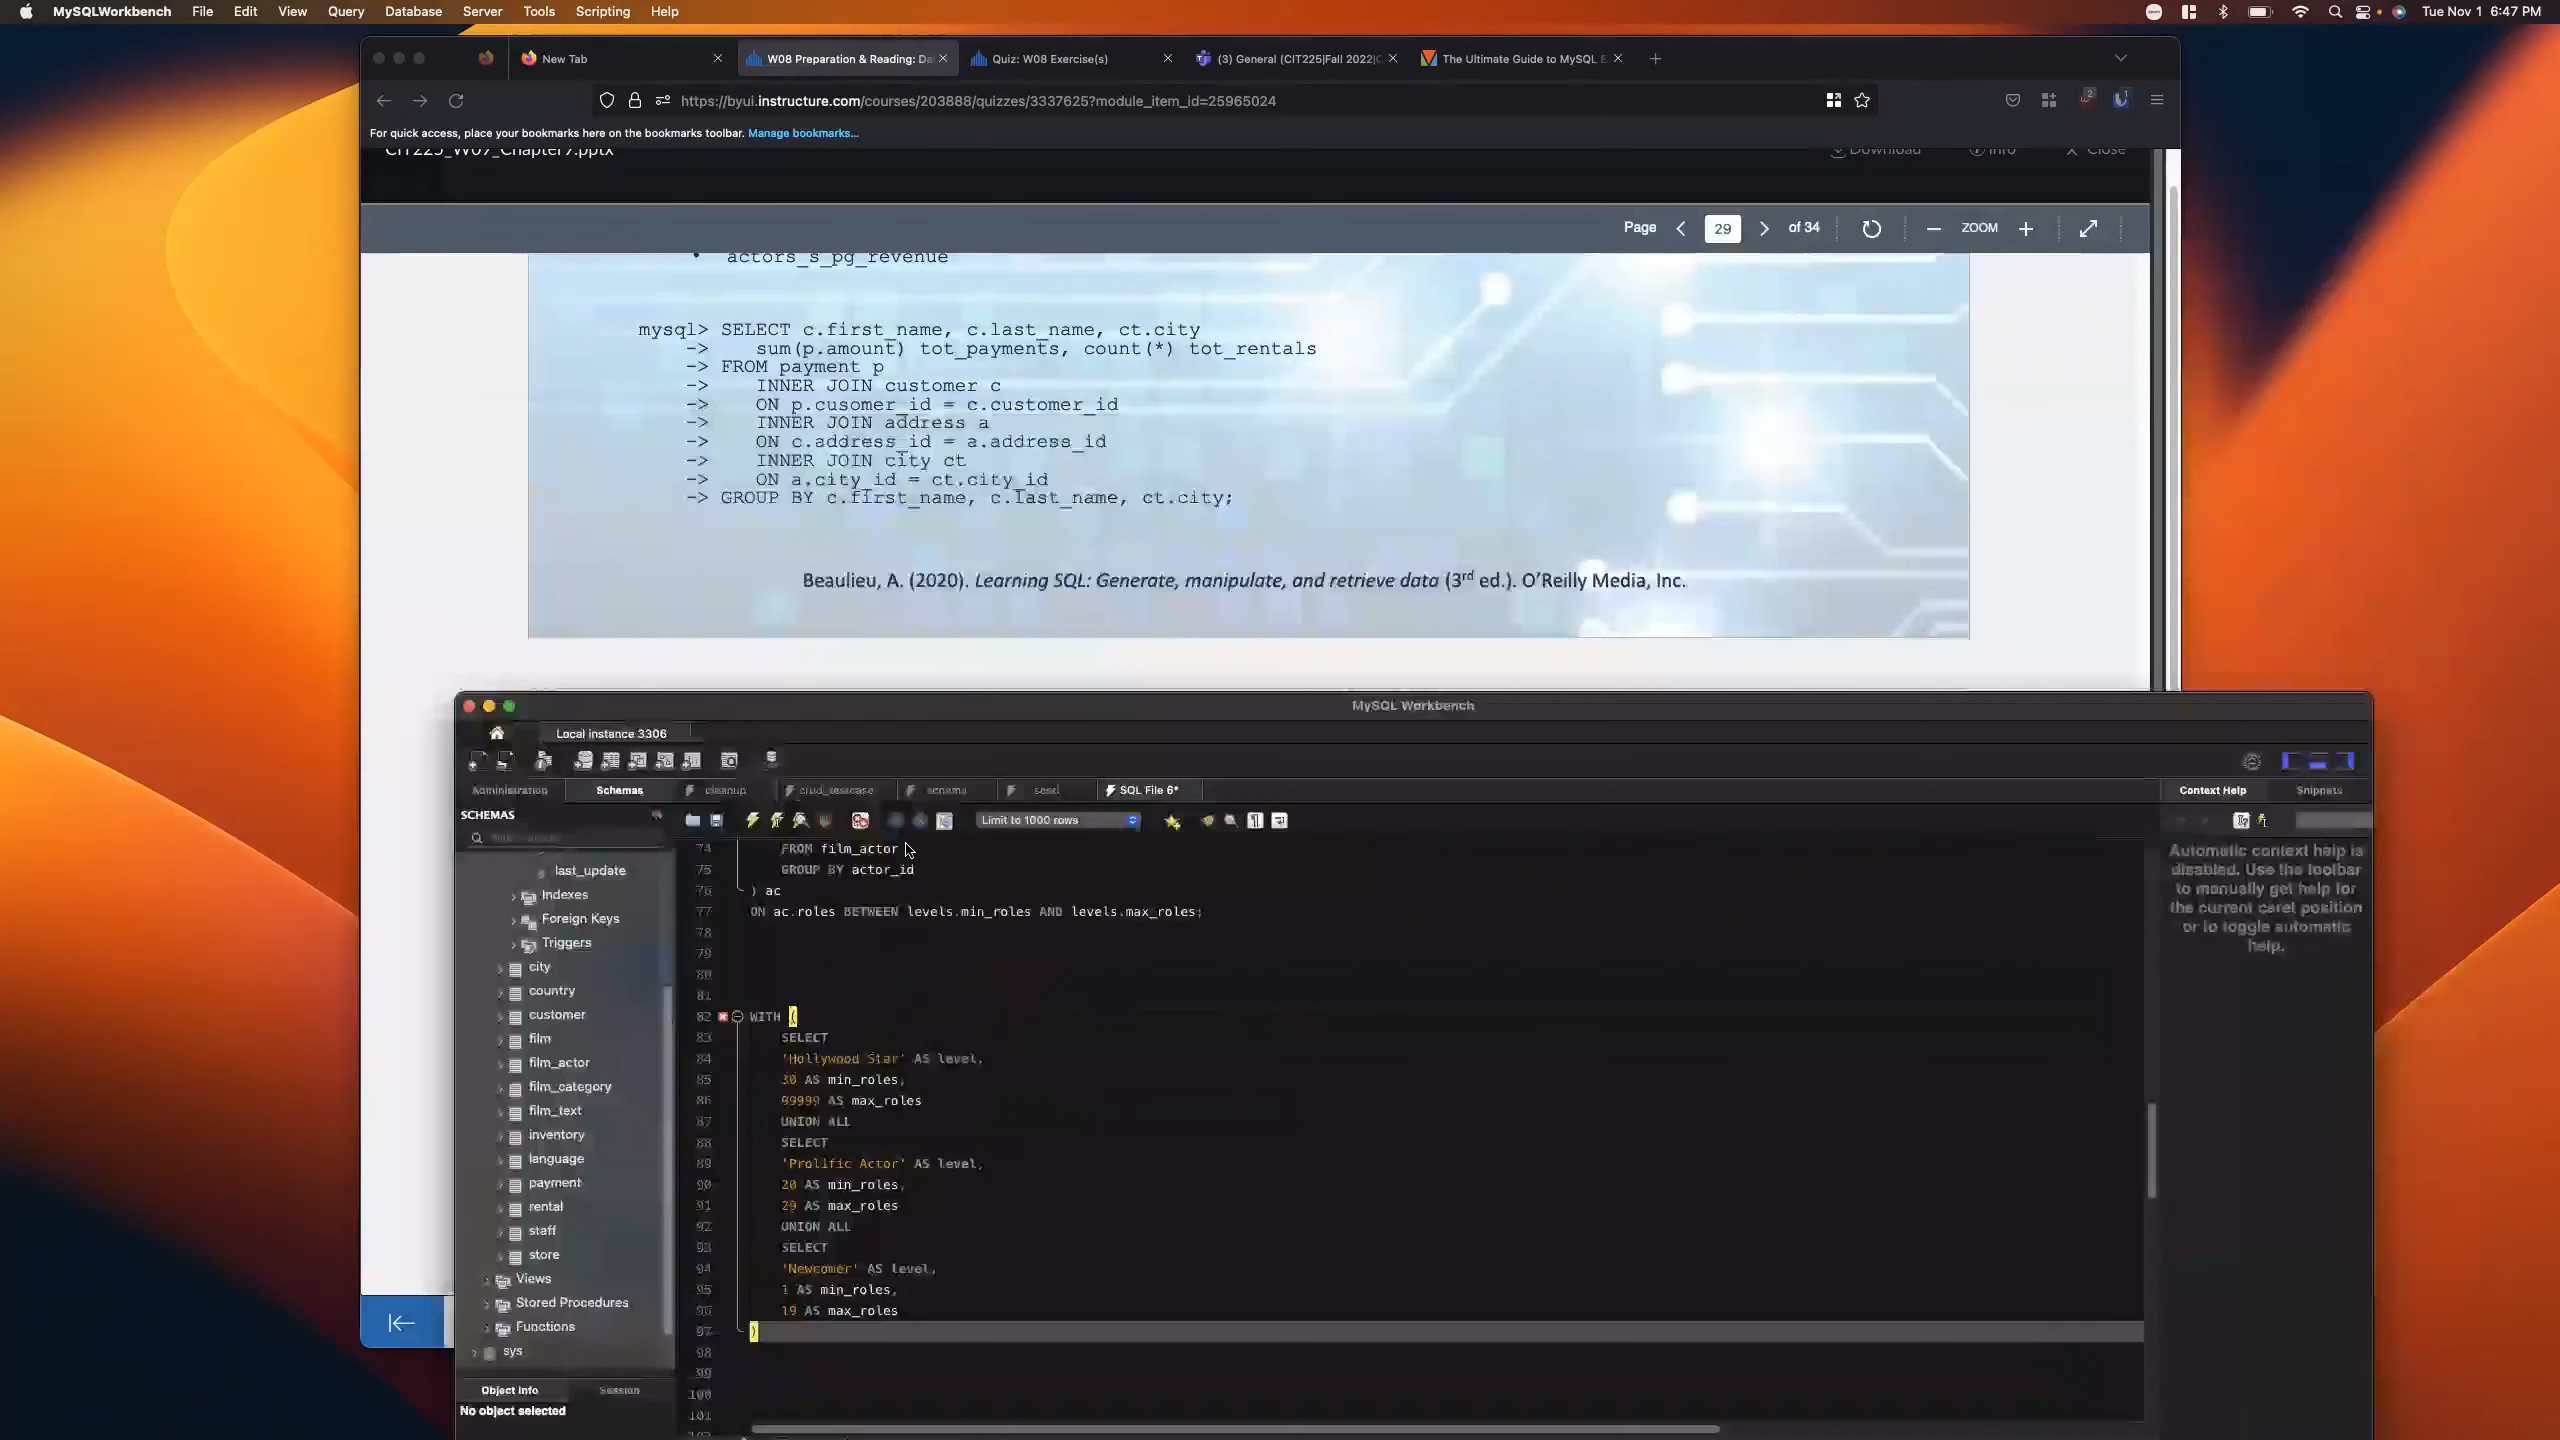 MySQLWorkbench File Edit View Query Database Server Tools Scripting Help Tue Nov 1 6:47 PM
New Tab W08 Preparation & Reading: Da Quiz: W08 Exercise(s) (3) General (CIT225|Fall 2022|C The Ultimate Guide to MySQL E
https://byui.instructure.com/courses/203888/quizzes/3337625?module_item_id=25965024
For quick access, place your bookmarks here on the bookmarks toolbar. Manage bookmarks...
CIT225_W09_Chapter9.pptx Download Info Close
Page 29 of 34 ZOOM
• actors_s_pg_revenue
mysql> SELECT c.first_name, c.last_name, ct.city
-> sum(p.amount) tot_payments, count(*) tot_rentals
-> FROM payment p
-> INNER JOIN customer c
-> ON p.cusomer_id = c.customer_id
-> INNER JOIN address a
-> ON c.address_id = a.address_id
-> INNER JOIN city ct
-> ON a.city_id = ct.city_id
-> GROUP BY c.first_name, c.last_name, ct.city;
Beaulieu, A. (2020). Learning SQL: Generate, manipulate, and retrieve data (3rd ed.). O'Reilly Media, Inc.
MySQL Workbench
Local instance 3306
Administration Schemas cleanup crud_testcase schema seed SQL File 6* Context Help Snippets
SCHEMAS
Limit to 1000 rows
last_update
Indexes
Foreign Keys
Triggers
city
country
customer
film
film_actor
film_category
film_text
inventory
language
payment
rental
staff
store
Views
Stored Procedures
Functions
sys
Object Info Session
No object selected
74 FROM film_actor
75 GROUP BY actor_id
76 ) ac
77 ON ac.roles BETWEEN levels.min_roles AND levels.max_roles;
78
79
80
81
82 WITH (
83 SELECT
84 'Hollywood Star' AS level,
85 30 AS min_roles,
86 99999 AS max_roles
87 UNION ALL
88 SELECT
89 'Prolific Actor' AS level,
90 20 AS min_roles,
91 29 AS max_roles
92 UNION ALL
93 SELECT
94 'Newcomer' AS level,
95 1 AS min_roles,
96 19 AS max_roles
97 )
98
99
100
101
Automatic context help is
disabled. Use the toolbar
to manually get help for
the current caret position
or to toggle automatic
help.